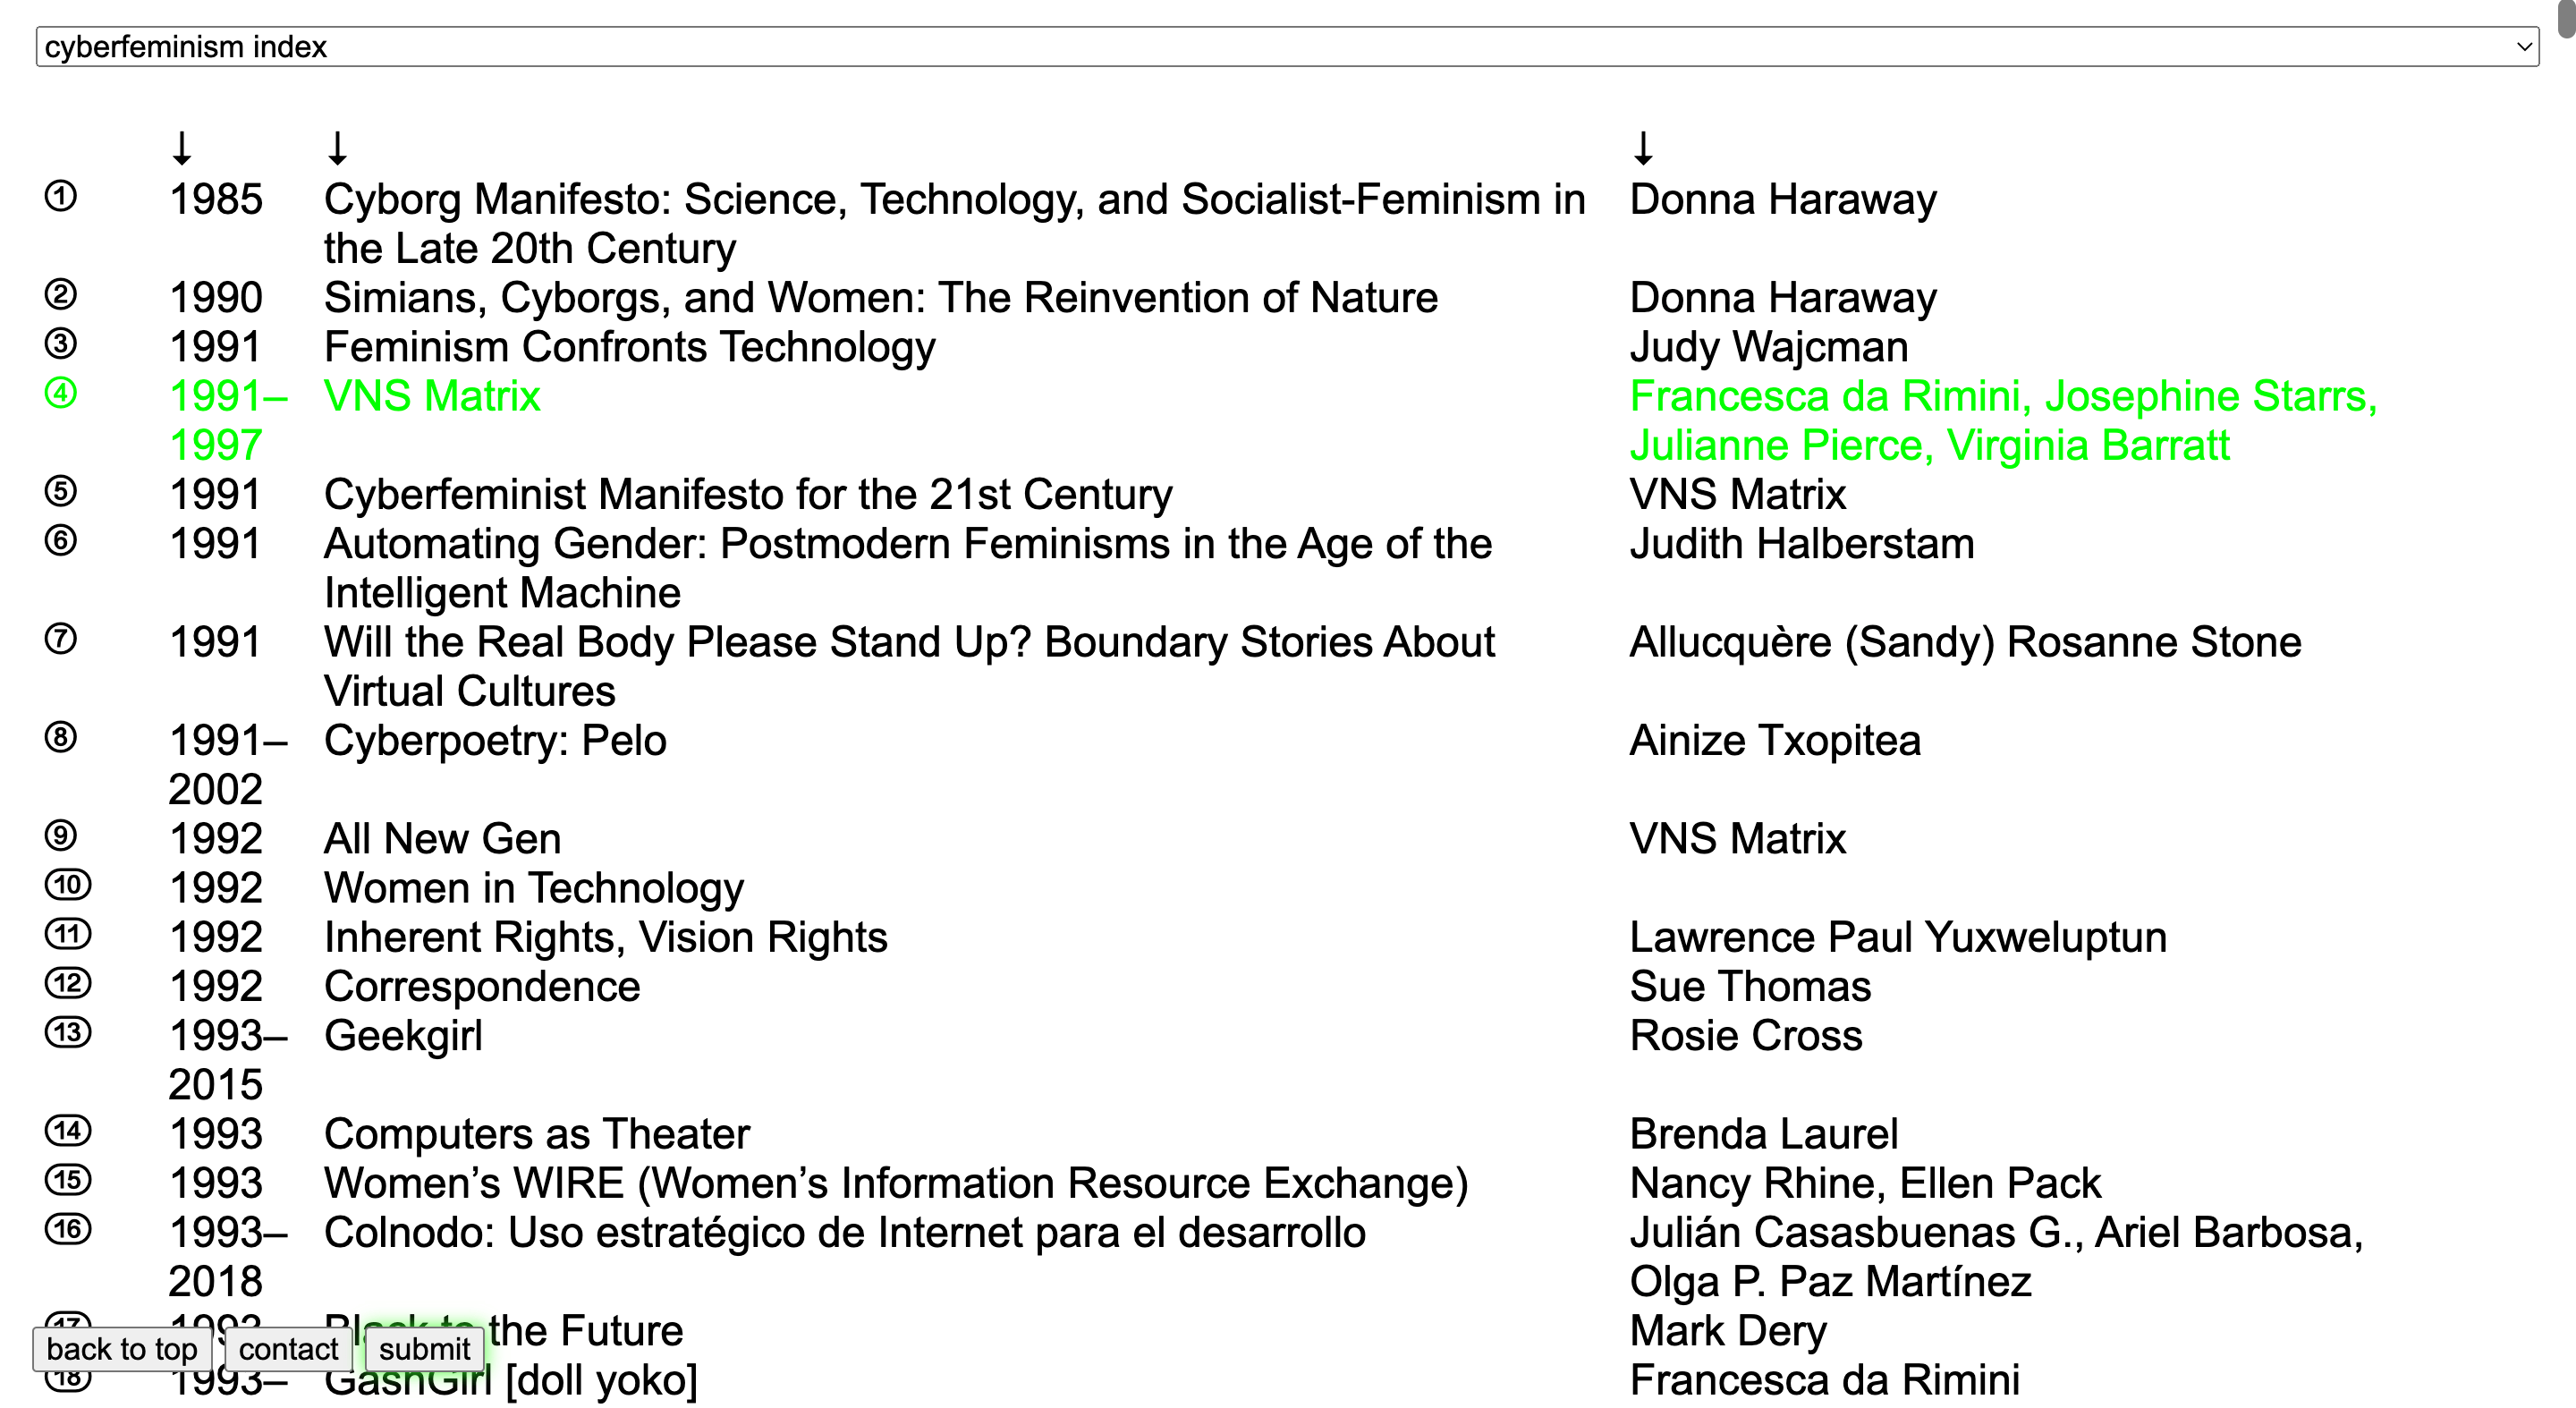 cyberfeminism index
↓ ↓ ↓
① 1985 Cyborg Manifesto: Science, Technology, and Socialist-Feminism in Donna Haraway
the Late 20th Century
② 1990 Simians, Cyborgs, and Women: The Reinvention of Nature Donna Haraway
③ 1991 Feminism Confronts Technology Judy Wajcman
④ 1991– VNS Matrix Francesca da Rimini, Josephine Starrs,
1997 Julianne Pierce, Virginia Barratt
⑤ 1991 Cyberfeminist Manifesto for the 21st Century VNS Matrix
⑥ 1991 Automating Gender: Postmodern Feminisms in the Age of the Judith Halberstam
Intelligent Machine
⑦ 1991 Will the Real Body Please Stand Up? Boundary Stories About Allucquère (Sandy) Rosanne Stone
Virtual Cultures
⑧ 1991– Cyberpoetry: Pelo Ainize Txopitea
2002
⑨ 1992 All New Gen VNS Matrix
⑩ 1992 Women in Technology
⑪ 1992 Inherent Rights, Vision Rights Lawrence Paul Yuxweluptun
⑫ 1992 Correspondence Sue Thomas
⑬ 1993– Geekgirl Rosie Cross
2015
⑭ 1993 Computers as Theater Brenda Laurel
⑮ 1993 Women’s WIRE (Women’s Information Resource Exchange) Nancy Rhine, Ellen Pack
⑯ 1993– Colnodo: Uso estratégico de Internet para el desarrollo Julián Casasbuenas G., Ariel Barbosa,
2018 Olga P. Paz Martínez
⑰ 1993 Black to the Future Mark Dery
back to top contact submit
⑱ 1993– GashGirl [doll yoko] Francesca da Rimini